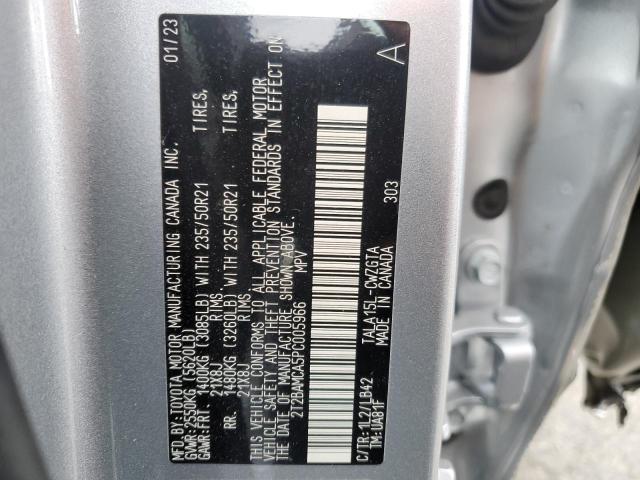 MFD.BY:TOYOTA MOTOR MANUFACTURING CANADA INC. 01/23
GVWR:2550KG(5620LB)
GAWR:FRT 1400KG(3085LB)WITH 235/50R21 TIRES,
21X8J RIMS
RR. 1480KG(3260LB)WITH 235/50R21 TIRES,
21X8J RIMS
THIS VEHICLE CONFORMS TO ALL APPLICABLE FEDERAL MOTOR
VEHICLE SAFETY AND THEFT PREVENTION STANDARDS IN EFFECT ON
THE DATE OF MANUFACTURE SHOWN ABOVE.
2T2BAMCA5PC005966 MPV A
C/TR:1L2/LB42 TALA15L-CWZGTA 303
TM:UA81F MADE IN CANADA